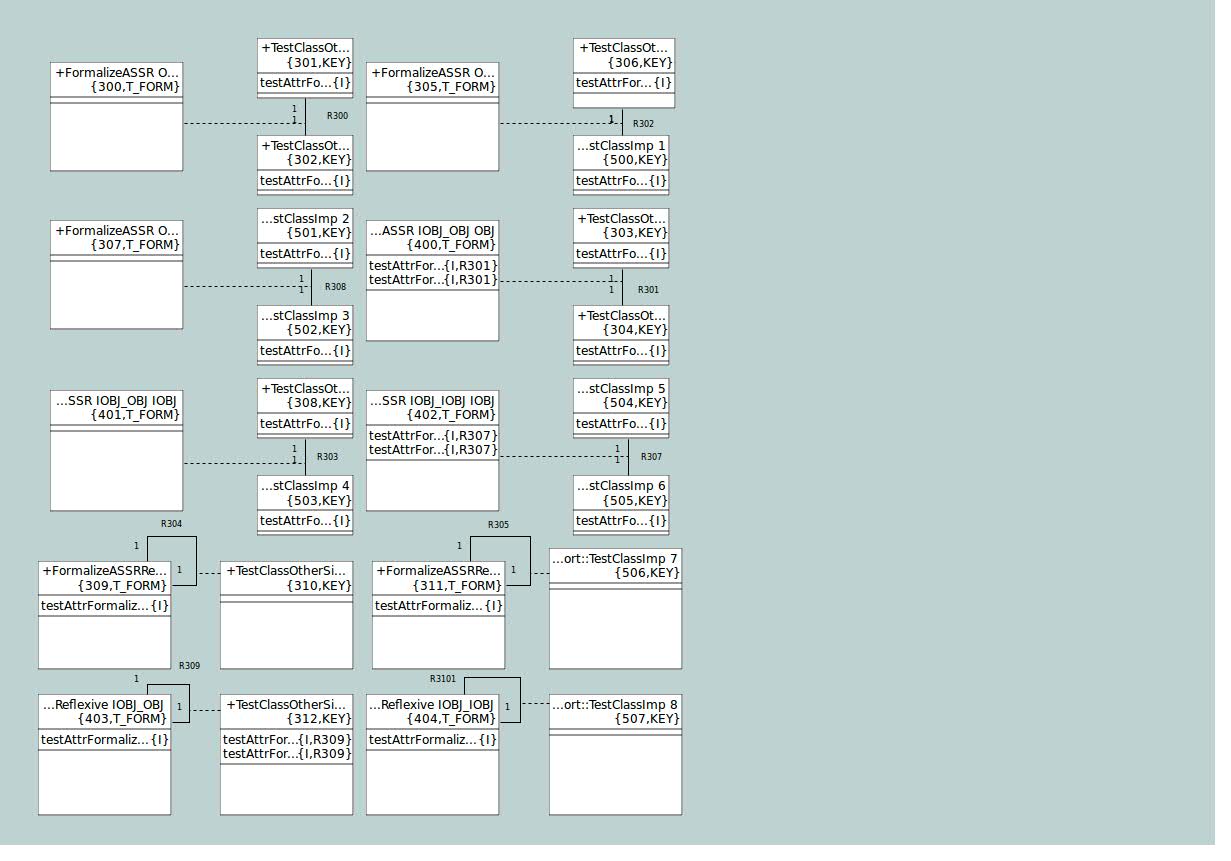 +TestClassOt...
{301,KEY}
testAttrFo...{I}
+TestClassOt...
{306,KEY}
testAttrFor...{I}
+FormalizeASSR O...
{300,T_FORM}
+FormalizeASSR O...
{305,T_FORM}
1
1
R300
1
R302
+TestClassOt...
{302,KEY}
testAttrFo...{I}
...stClassImp 1
{500,KEY}
testAttrFo...{I}
...stClassImp 2
{501,KEY}
testAttrFo...{I}
+TestClassOt...
{303,KEY}
testAttrFo...{I}
+FormalizeASSR O...
{307,T_FORM}
...ASSR IOBJ_OBJ OBJ
{400,T_FORM}
testAttrFor...{I,R301}
testAttrFor...{I,R301}
1
1
R308
1
1
R301
...stClassImp 3
{502,KEY}
testAttrFo...{I}
+TestClassOt...
{304,KEY}
testAttrFo...{I}
+TestClassOt...
{308,KEY}
testAttrFo...{I}
...stClassImp 5
{504,KEY}
testAttrFo...{I}
...SSR IOBJ_OBJ IOBJ
{401,T_FORM}
...SSR IOBJ_IOBJ IOBJ
{402,T_FORM}
testAttrFor...{I,R307}
testAttrFor...{I,R307}
1
1
R303
1
1
R307
...stClassImp 4
{503,KEY}
testAttrFo...{I}
...stClassImp 6
{505,KEY}
testAttrFo...{I}
R304
1
1
R305
1
1
+FormalizeASSRRe...
{309,T_FORM}
testAttrFormaliz...{I}
+TestClassOtherSi...
{310,KEY}
+FormalizeASSRRe...
{311,T_FORM}
testAttrFormaliz...{I}
...ort::TestClassImp 7
{506,KEY}
R309
1
1
R3101
1
...Reflexive IOBJ_OBJ
{403,T_FORM}
testAttrFormaliz...{I}
+TestClassOtherSi...
{312,KEY}
testAttrFor...{I,R309}
testAttrFor...{I,R309}
...Reflexive IOBJ_IOBJ
{404,T_FORM}
testAttrFormaliz...{I}
...ort::TestClassImp 8
{507,KEY}